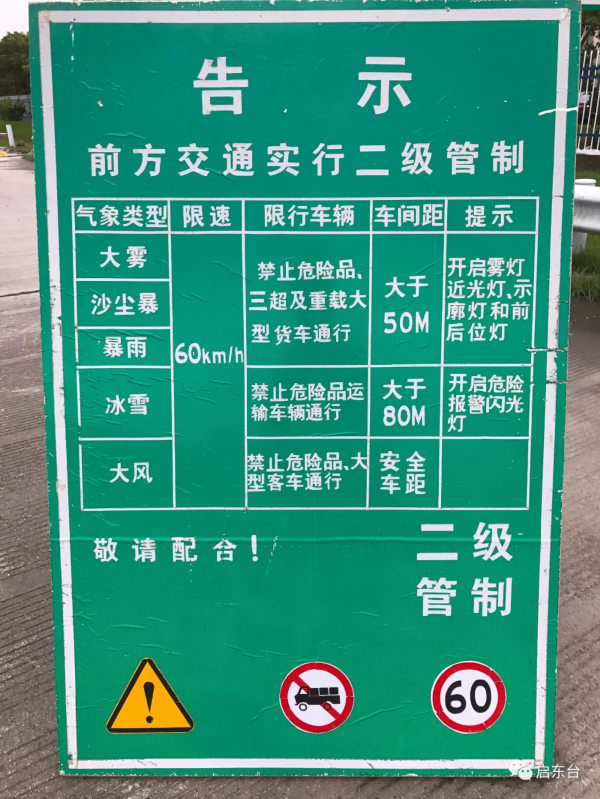 告示
前方交通实行二级管制
气象类型 限速 限行车辆 车间距 提示
大雾
沙尘暴
暴雨
60km/h
禁止危险品、
三超及重载大
型货车通行
大于
50M
开启雾灯
近光灯、示
廓灯和前
后位灯
冰雪
禁止危险品运
输车辆通行
大于
80M
开启危险
报警闪光
灯
大风
禁止危险品、大
型客车通行
安全
车距
敬请配合！
二级
管制
60
启东台